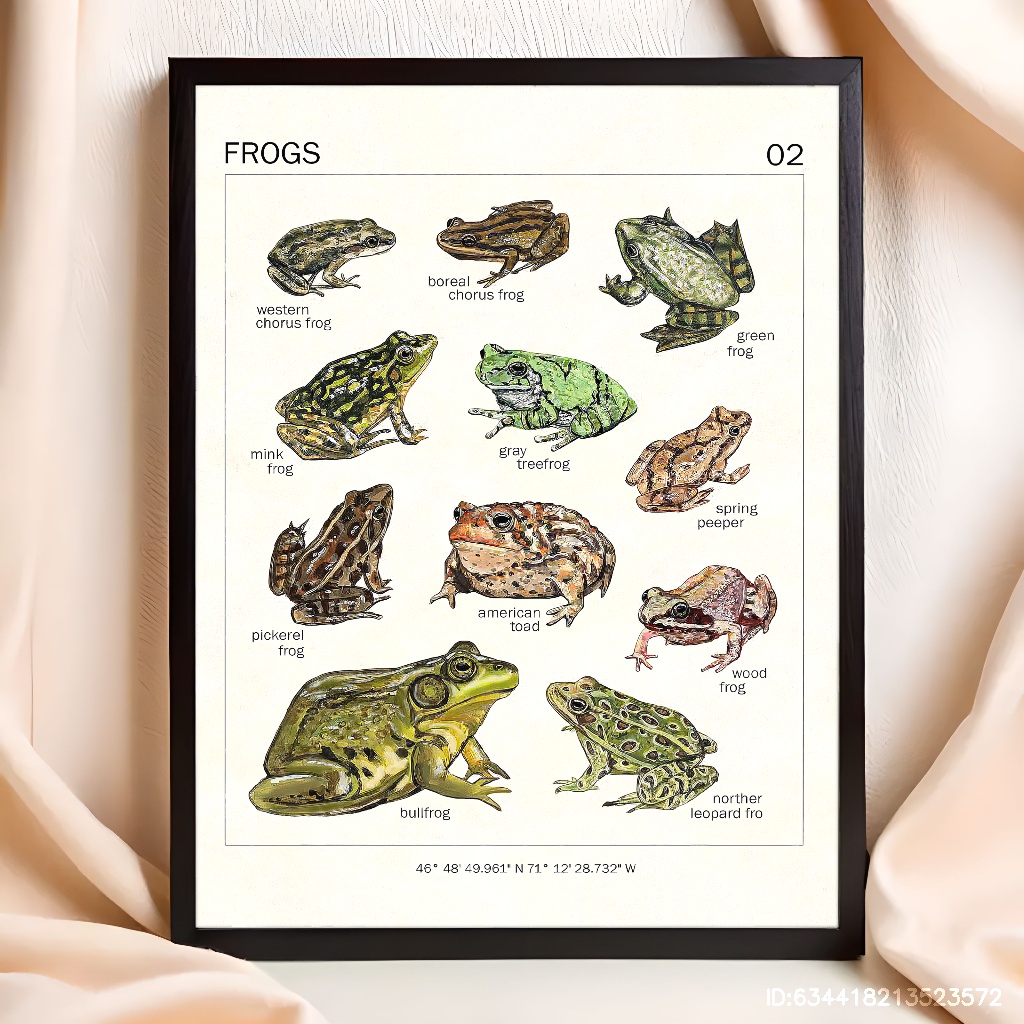 FROGS
02
western
chorus frog
boreal
chorus frog
green
frog
mink
frog
gray
treefrog
spring
peeper
pickerel
frog
american
toad
wood
frog
bullfrog
norther
leopard fro
46° 48' 49.961" N 71° 12' 28.732" W
ID:634418213523572